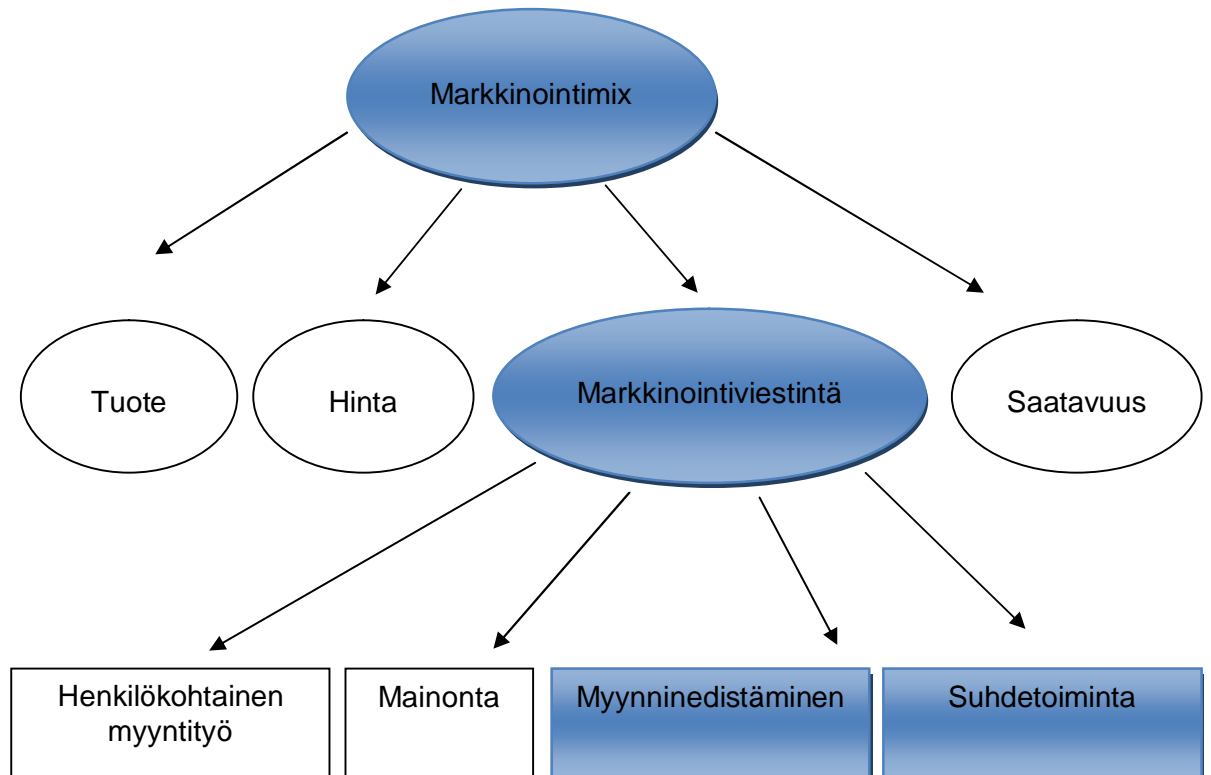 Markkinointimix
Tuote
Hinta
Markkinointiviestintä
Saatavuus
Henkilökohtainen
myyntityö
Mainonta
Myynninedistäminen
Suhdetoiminta